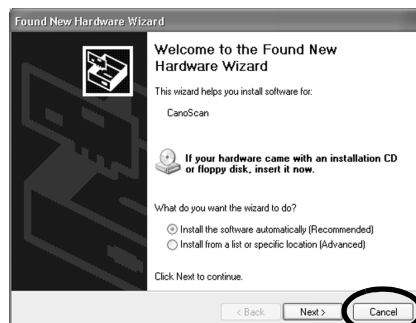 Found New Hardware Wizard
Welcome to the Found New
Hardware Wizard
This wizard helps you install software for:
CanoScan
If your hardware came with an installation CD
or floppy disk, insert it now.
What do you want the wizard to do?
Install the software automatically (Recommended)
Install from a list or specific location (Advanced)
Click Next to continue.
< Back
Next >
Cancel